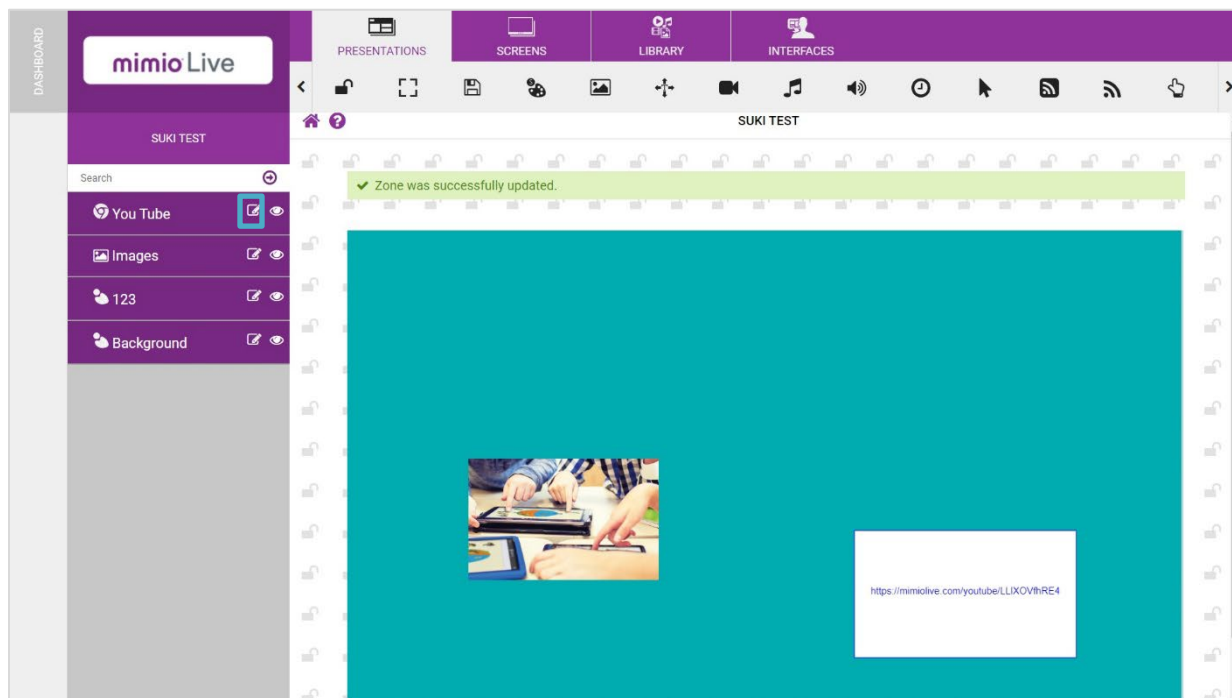 DASHBOARD
mimio Live
PRESENTATIONS
SCREENS
LIBRARY
INTERFACES
SUKI TEST
SUKI TEST
Search
Zone was successfully updated.
You Tube
Images
123
Background
https://mimiolive.com/youtube/LLlXOVfhRE4